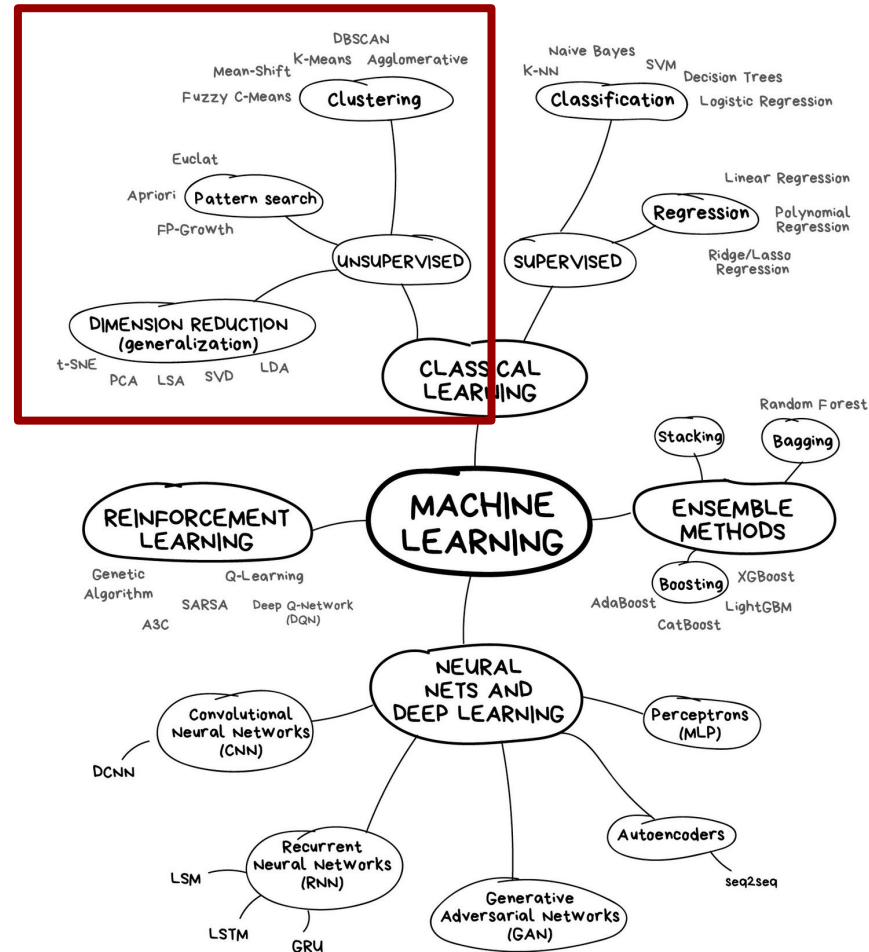 DBSCAN
K-Means
Agglomerative
Mean-Shift
Fuzzy C-Means
Clustering
Euclat
Apriori
Pattern search
FP-Growth
UNSUPERVISED
DIMENSION REDUCTION
(generalization)
t-SNE
PCA
LSA
SVD
LDA
Naive Bayes
K-NN
SVM
Decision Trees
Classification
Logistic Regression
Linear Regression
Regression
Polynomial
Regression
Ridge/Lasso
Regression
SUPERVISED
CLASSICAL
LEARNING
MACHINE
LEARNING
Random Forest
Stacking
Bagging
ENSEMBLE
METHODS
Boosting
XGBoost
AdaBoost
LightGBM
CatBoost
REINFORCEMENT
LEARNING
Genetic
Algorithm
Q-Learning
SARSA
Deep Q-Network
(DQN)
A3C
NEURAL
NETS AND
DEEP LEARNING
Convolutional
Neural Networks
(CNN)
DCNN
Perceptrons
(MLP)
Recurrent
Neural Networks
(RNN)
LSM
LSTM
GRU
Generative
Adversarial Networks
(GAN)
Autoencoders
seq2seq